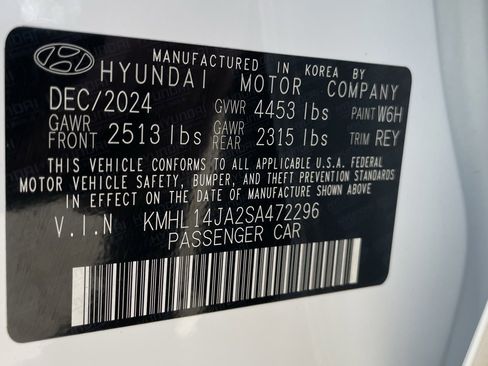 MANUFACTURED IN KOREA BY
HYUNDAI MOTOR COMPANY
DEC/2024 GVWR 4453 lbs PAINT W6H
GAWR FRONT 2513 lbs GAWR REAR 2315 lbs TRIM REY
THIS VEHICLE CONFORMS TO ALL APPLICABLE U.S.A. FEDERAL
MOTOR VEHICLE SAFETY, BUMPER, AND THEFT PREVENTION STANDARDS
IN EFFECT ON THE DATE OF MANUFACTURE SHOWN ABOVE
V.I.N KMHL14JA2SA472296
PASSENGER CAR